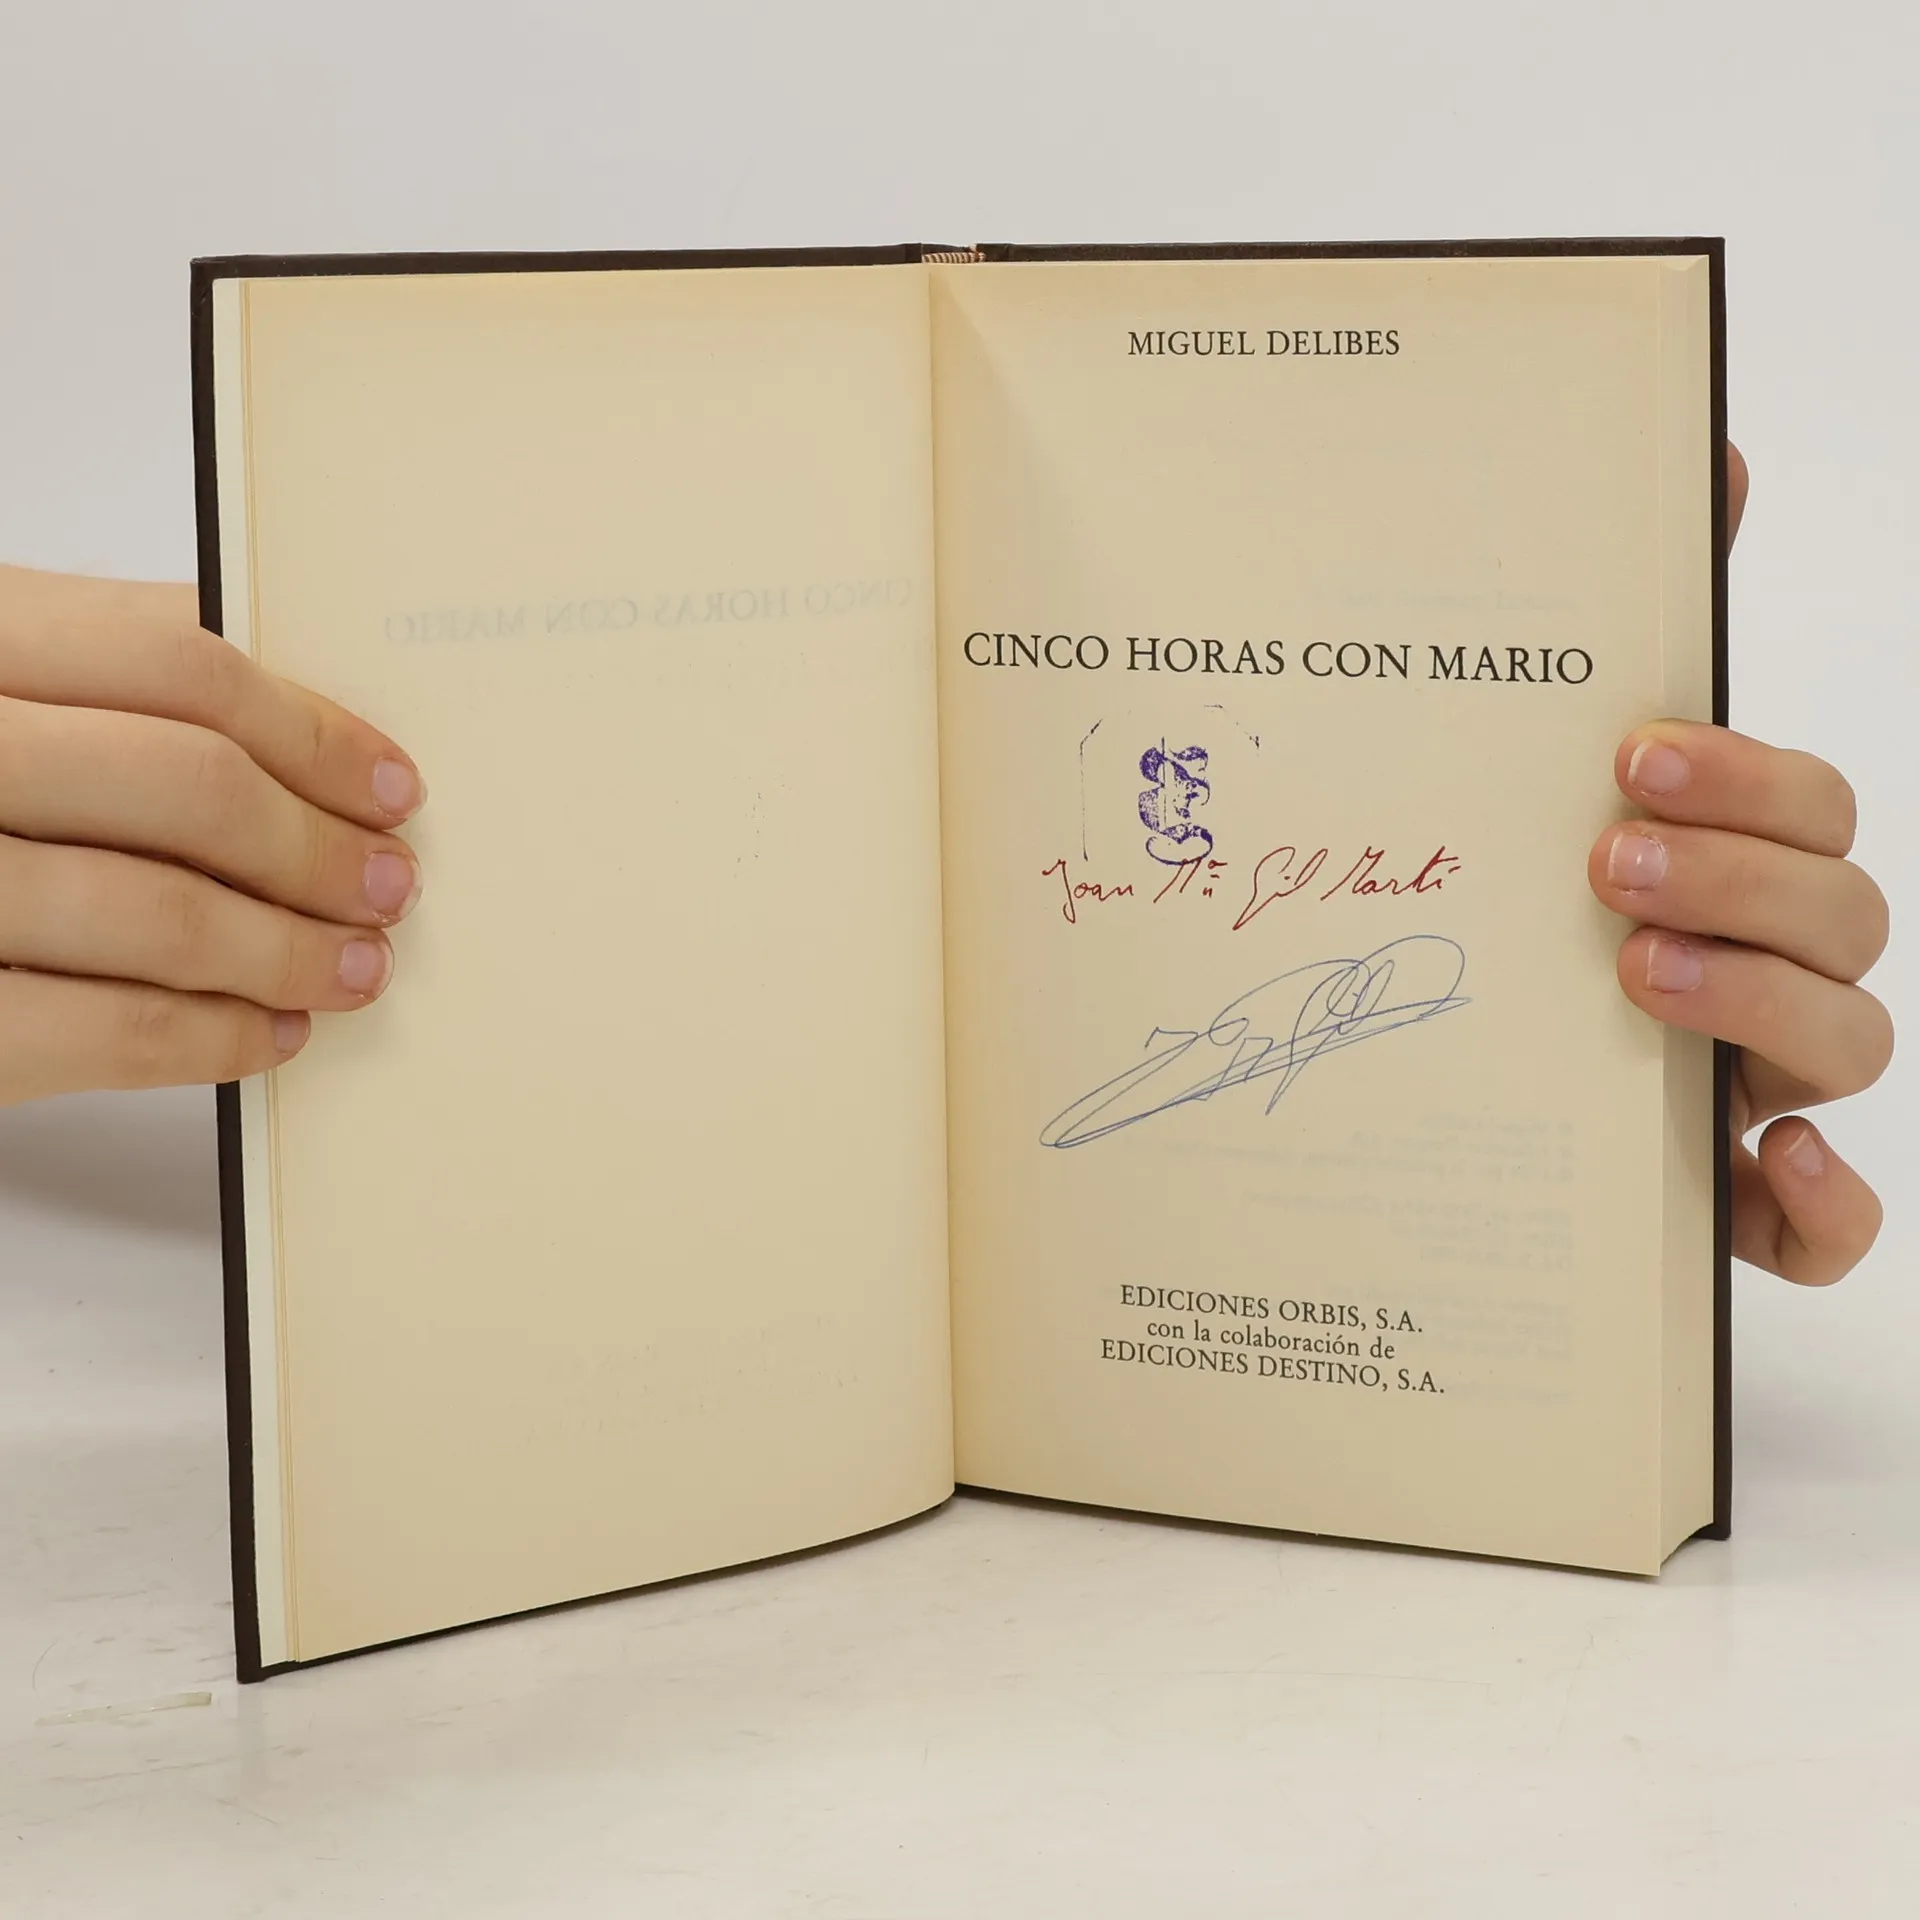 MIGUEL DELIBES
CINCO HORAS CON MARIO
Joan Mª Gil Martí
EDICIONES ORBIS, S.A.
con la colaboración de
EDICIONES DESTINO, S.A.